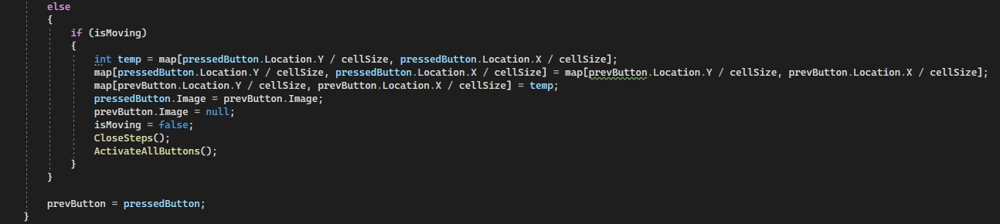 else
{
if (isMoving)
{
int temp = map[pressedButton.Location.Y / cellSize, pressedButton.Location.X / cellSize];
map[pressedButton.Location.Y / cellSize, pressedButton.Location.X / cellSize] = map[prevButton.Location.Y / cellSize, prevButton.Location.X / cellSize];
map[prevButton.Location.Y / cellSize, prevButton.Location.X / cellSize] = temp;
pressedButton.Image = prevButton.Image;
prevButton.Image = null;
isMoving = false;
CloseSteps();
ActivateAllButtons();
}
}
prevButton = pressedButton;
}